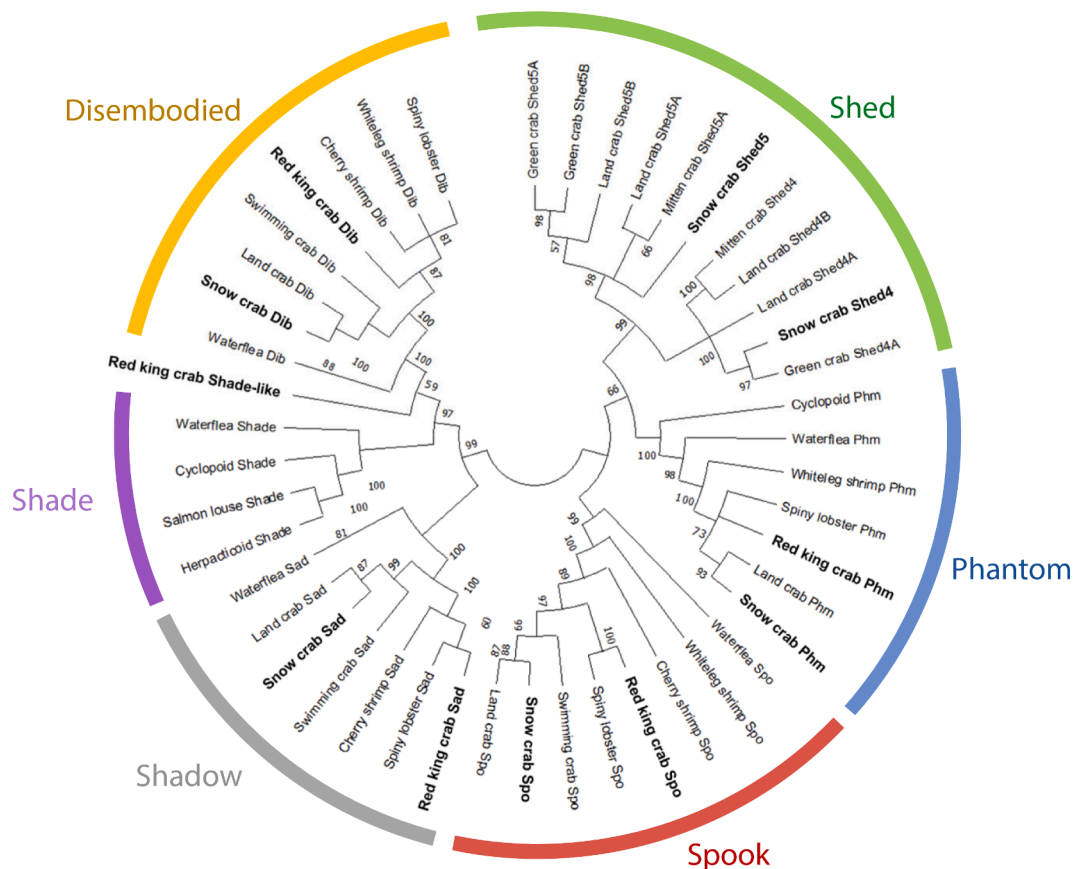 Disembodied
Shed
Phantom
Spook
Shadow
Shade
Green crab Shed5A
Green crab Shed5B
Land crab Shed5B
Land crab Shed5A
Mitten crab Shed5A
Snow crab Shed5
Mitten crab Shed4
Land crab Shed4B
Land crab Shed4A
Snow crab Shed4
Green crab Shed4A
Cyclopoid Phm
Waterflea Phm
Whiteleg shrimp Phm
Spiny lobster Phm
Red king crab Phm
Land crab Phm
Snow crab Phm
Waterflea Spo
Whiteleg shrimp Spo
Cherry shrimp Spo
Red king crab Spo
Spiny lobster Spo
Swimming crab Spo
Snow crab Spo
Land crab Spo
Red king crab Sad
Spiny lobster Sad
Cherry shrimp Sad
Swimming crab Sad
Snow crab Sad
Land crab Sad
Waterflea Sad
Herpacticoid Shade
Salmon louse Shade
Cyclopoid Shade
Waterflea Shade
Red king crab Shade-like
Waterflea Dib
Snow crab Dib
Land crab Dib
Swimming crab Dib
Red king crab Dib
Cherry shrimp Dib
Whiteleg shrimp Dib
Spiny lobster Dib
98
57
98
66
99
100
100
97
66
100
98
100
73
93
99
100
89
100
97
99
88
87
60
100
100
99
87
81
100
100
99
97
59
100
88
100
100
87
81